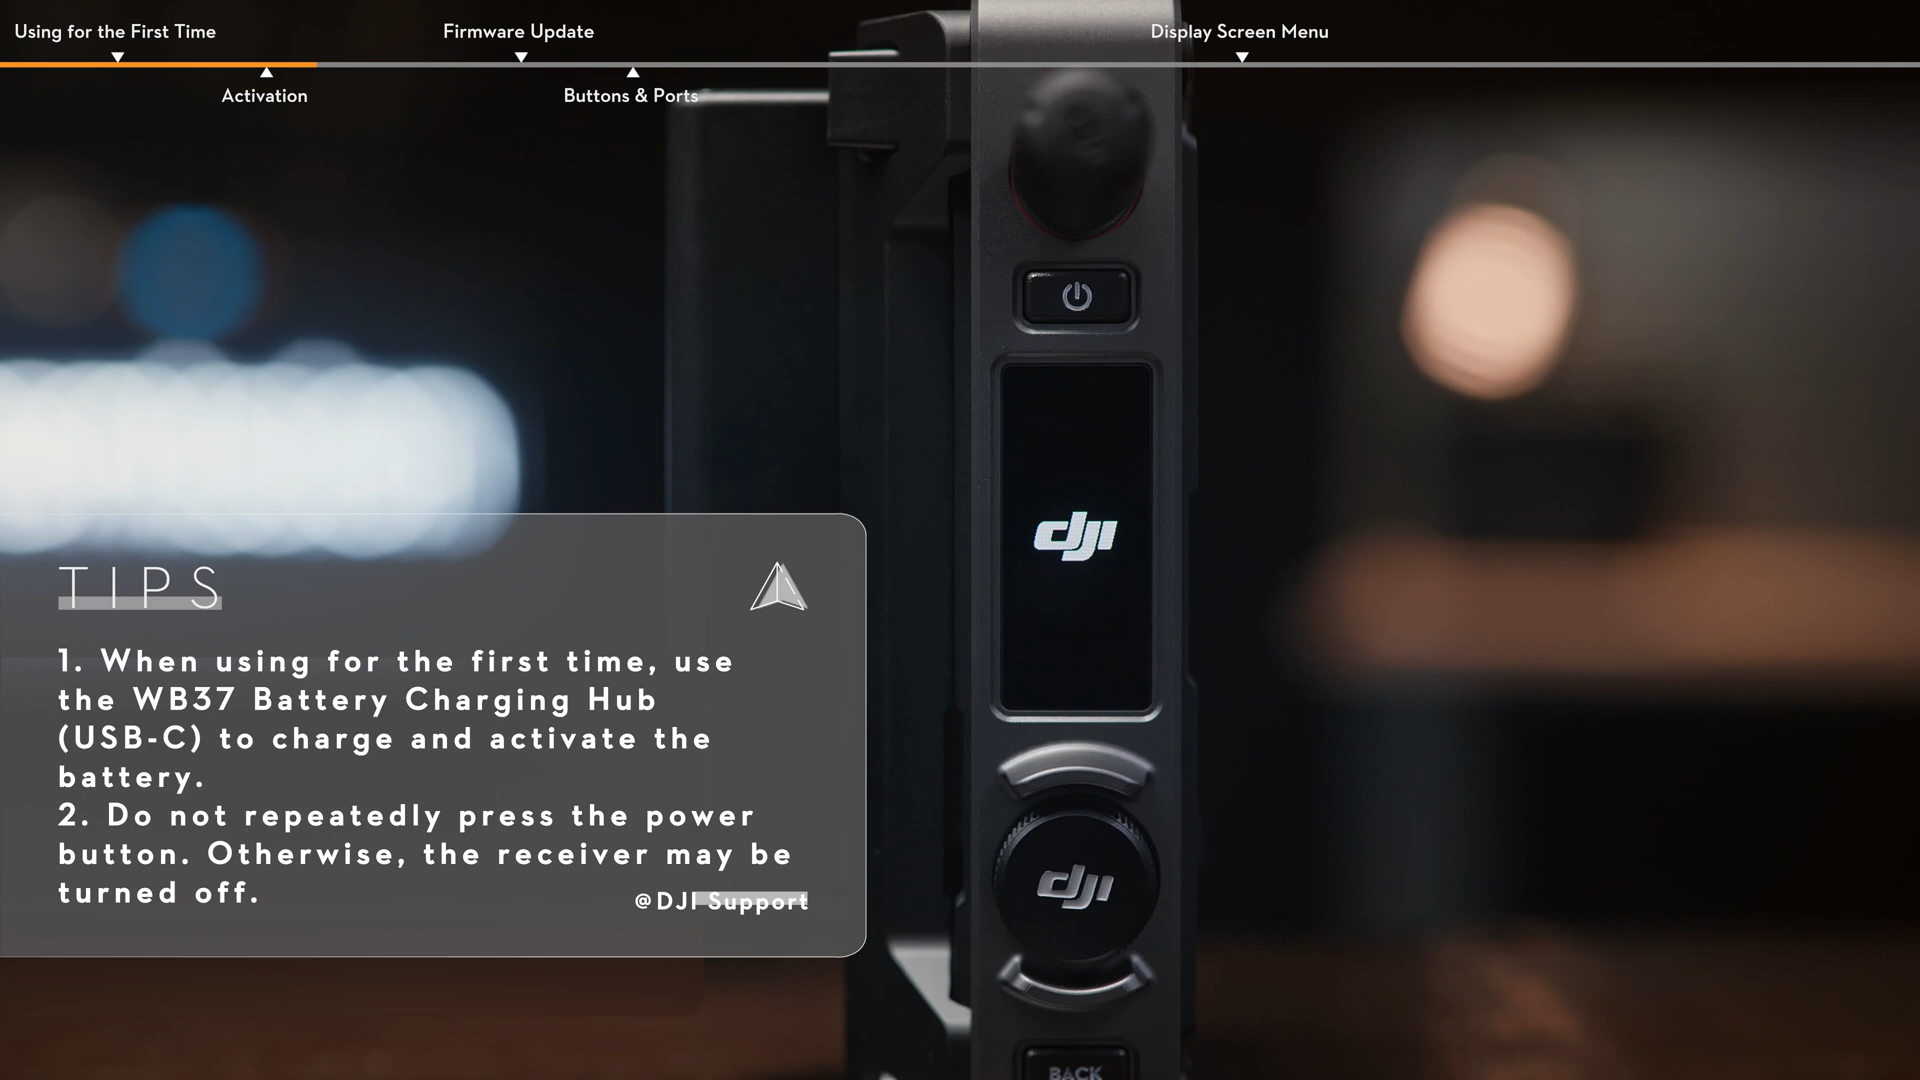 Using for the First Time
Firmware Update
Display Screen Menu
Activation
Buttons & Ports
dji
TIPS
1. When using for the first time, use
the WB37 Battery Charging Hub
(USB-C) to charge and activate the
battery.
2. Do not repeatedly press the power
button. Otherwise, the receiver may be
turned off.
@DJI Support
dji
BACK